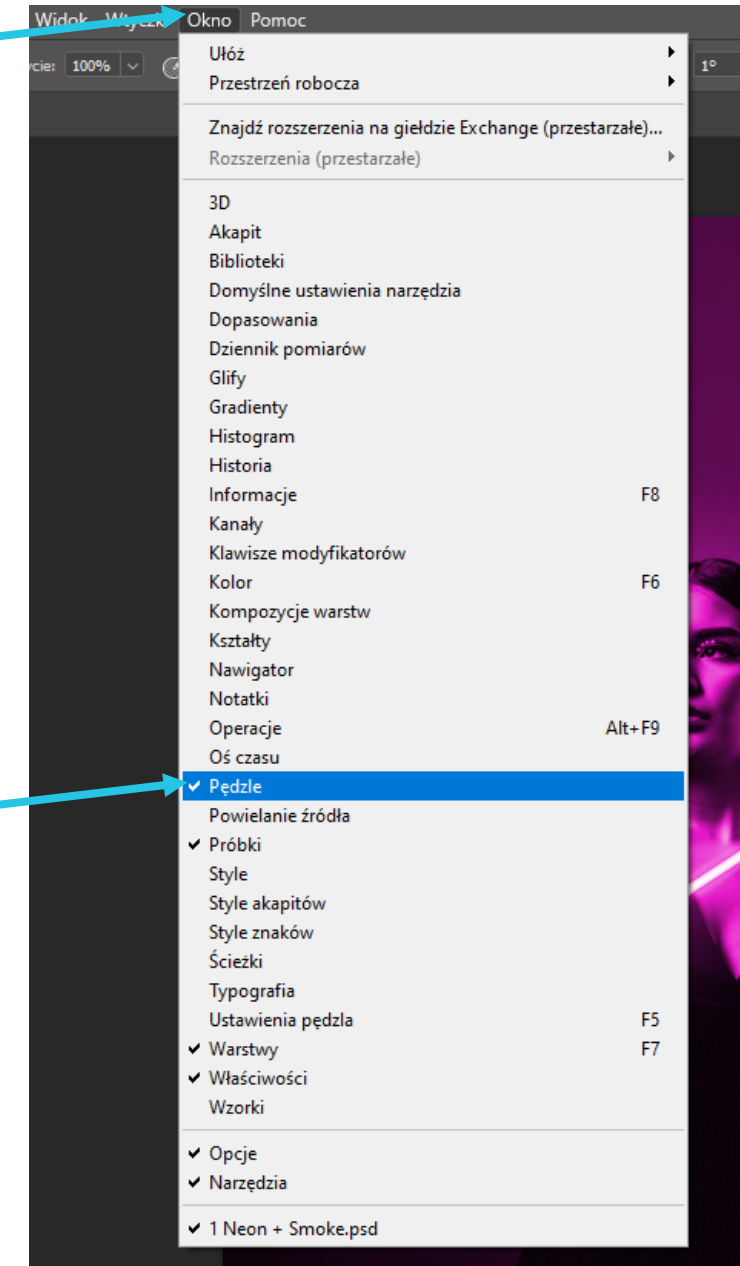 Widok Wtyczki Okno Pomoc
cie: 100% 1°
Ułóż
Przestrzeń robocza
Znajdź rozszerzenia na giełdzie Exchange (przestarzałe)...
Rozszerzenia (przestarzałe)
3D
Akapit
Biblioteki
Domyślne ustawienia narzędzia
Dopasowania
Dziennik pomiarów
Glify
Gradienty
Histogram
Historia
Informacje F8
Kanały
Klawisze modyfikatorów
Kolor F6
Kompozycje warstw
Kształty
Nawigator
Notatki
Operacje Alt+F9
Oś czasu
Pędzle
Powielanie źródła
Próbki
Style
Style akapitów
Style znaków
Ścieżki
Typografia
Ustawienia pędzla F5
Warstwy F7
Właściwości
Wzorki
Opcje
Narzędzia
1 Neon + Smoke.psd